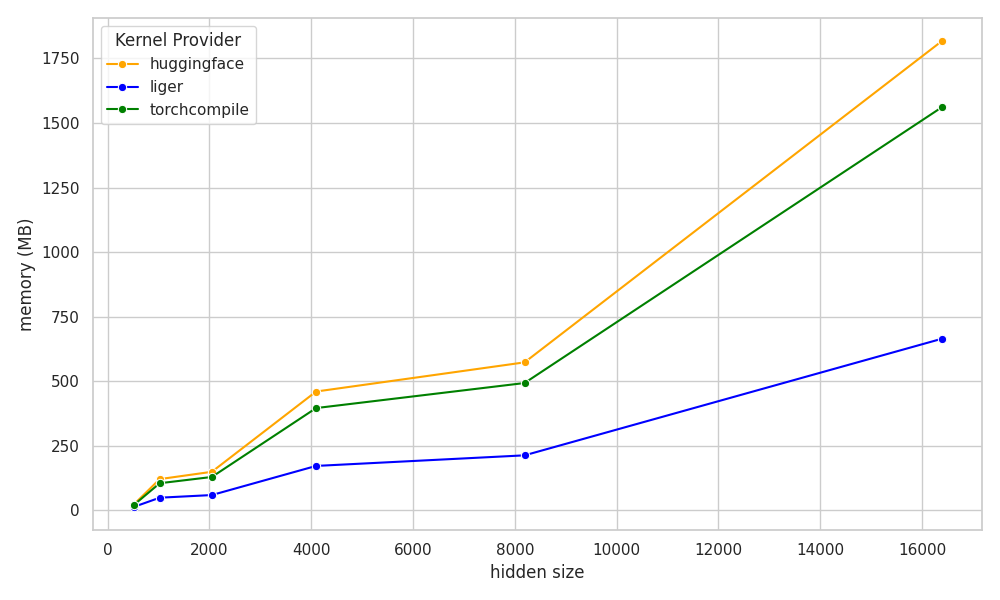 Kernel Provider
huggingface
liger
torchcompile
1750
1500
1250
1000
750
500
250
0
memory (MB)
0 2000 4000 6000 8000 10000 12000 14000 16000
hidden size